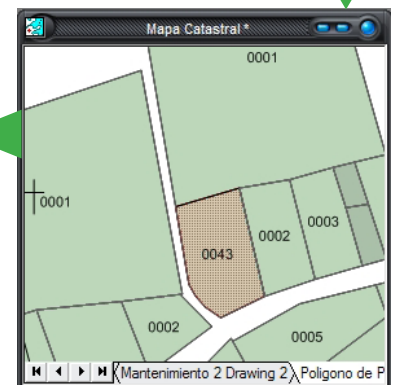 Mapa Catastral *
0001
0001
0003
0002
0043
0002
0005
Mantenimiento 2 Drawing 2
Poligono de P